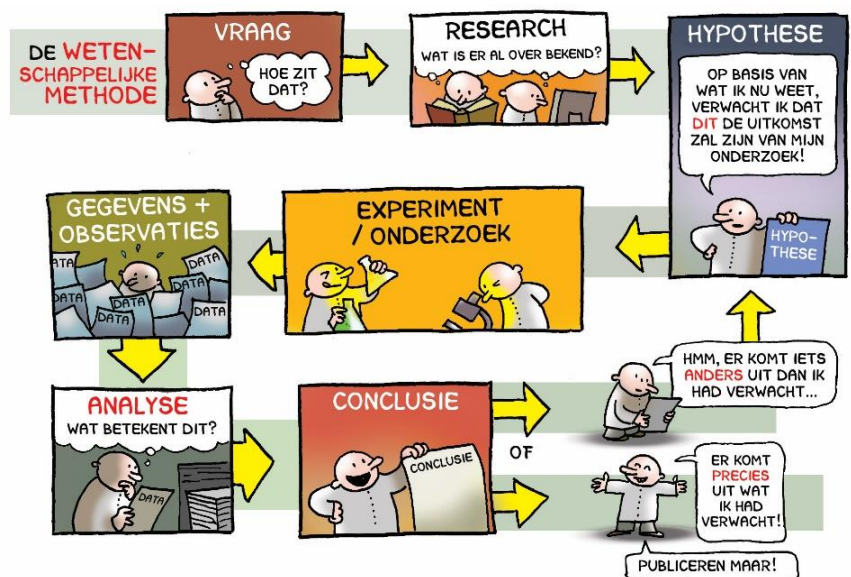 DE WETEN-
SCHAPPELIJKE
METHODE
VRAAG
HOE ZIT
DAT?
RESEARCH
WAT IS ER AL OVER BEKEND?
HYPOTHESE
OP BASIS VAN
WAT IK NU WEET,
VERWACHT IK DAT
DIT DE UITKOMST
ZAL ZIJN VAN MIJN
ONDERZOEK!
HYPO-
THESE
EXPERIMENT
/ ONDERZOEK
GEGEVENS +
OBSERVATIES
DATA
DATA
DATA
DATA
DATA
DATA
ANALYSE
WAT BETEKENT DIT?
DATA
CONCLUSIE
CONCLUSIE
OF
HMM, ER KOMT IETS
ANDERS UIT DAN IK
HAD VERWACHT...
ER KOMT
PRECIES
UIT WAT
IK HAD
VERWACHT!
PUBLICEREN MAAR!